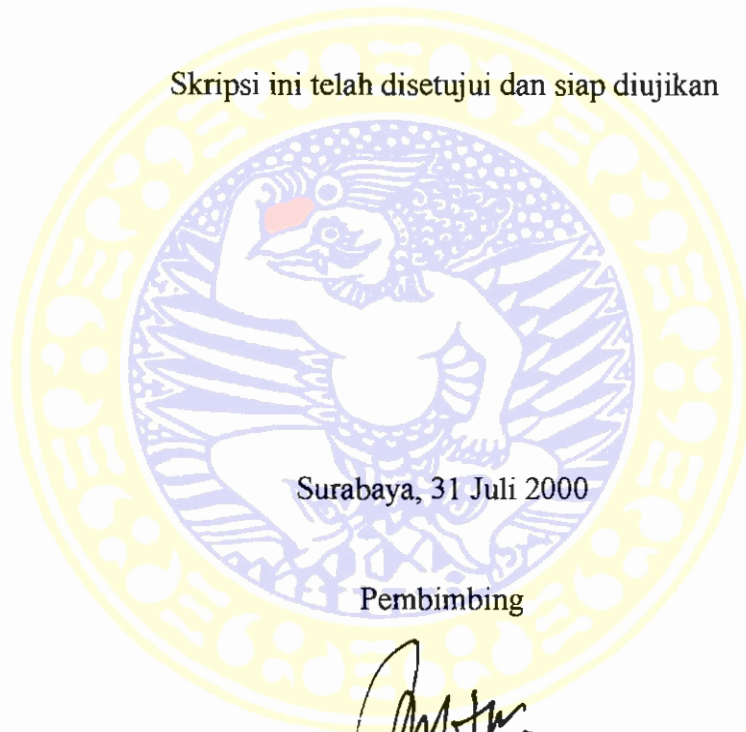 Skripsi ini telah disetujui dan siap diujikan
Surabaya, 31 Juli 2000
Pembimbing